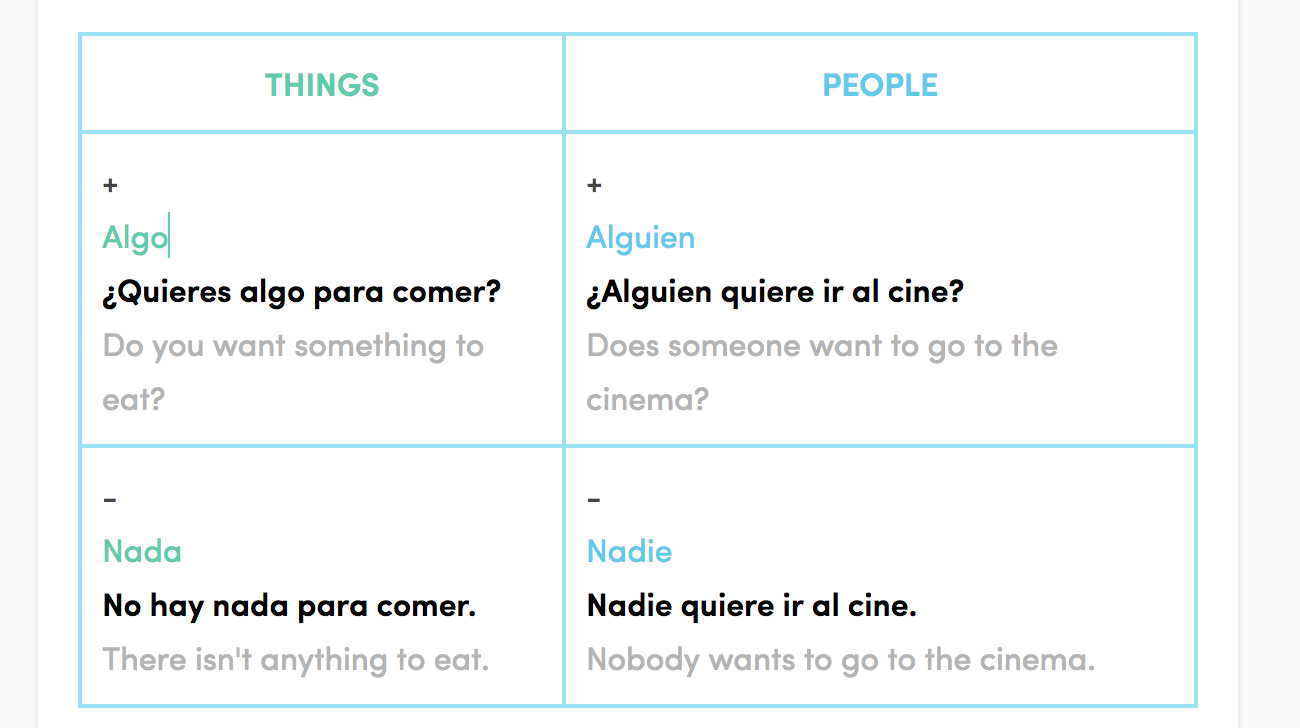 THINGS
PEOPLE
+
Algo
¿Quieres algo para comer?
Do you want something to
eat?
+
Alguien
¿Alguien quiere ir al cine?
Does someone want to go to the
cinema?
-
Nada
No hay nada para comer.
There isn't anything to eat.
-
Nadie
Nadie quiere ir al cine.
Nobody wants to go to the cinema.